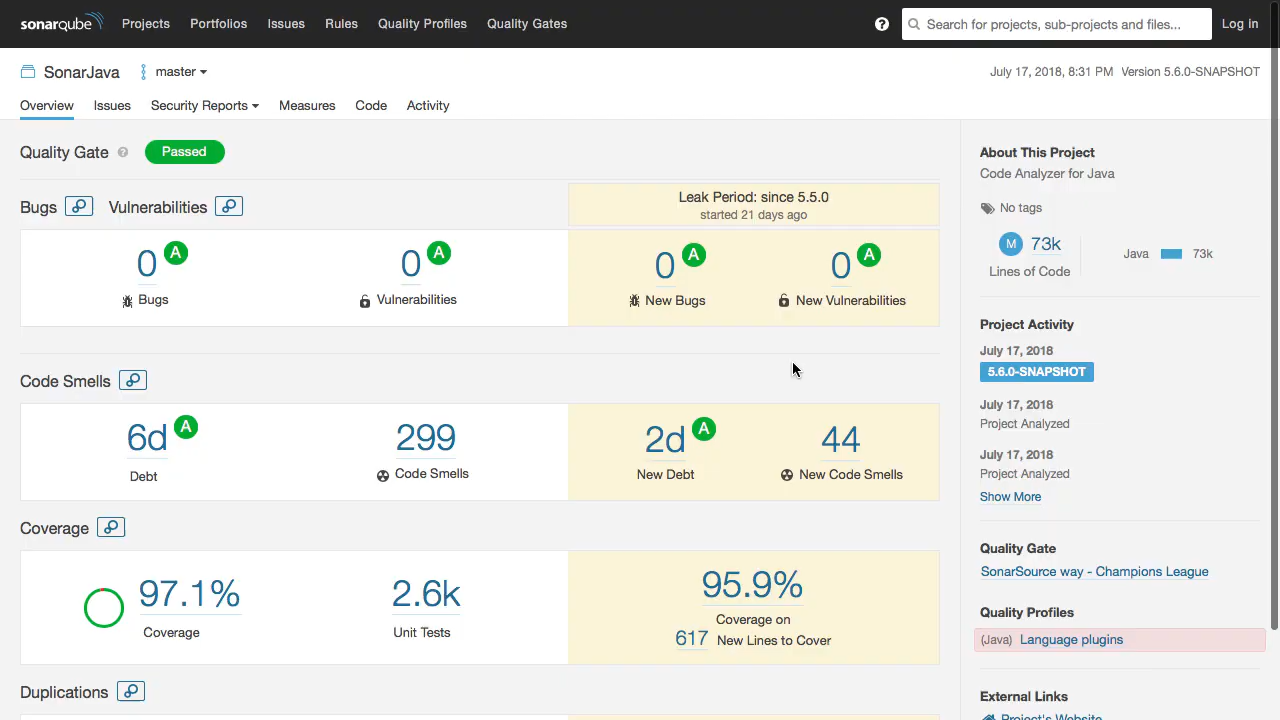 sonarqube Projects Portfolios Issues Rules Quality Profiles Quality Gates ? Search for projects, sub-projects and files... Log in
SonarJava master July 17, 2018, 8:31 PM Version 5.6.0-SNAPSHOT
Overview Issues Security Reports Measures Code Activity
Quality Gate ? Passed
Bugs Vulnerabilities
Leak Period: since 5.5.0
started 21 days ago
0 A 0 A 0 A 0 A
Bugs Vulnerabilities New Bugs New Vulnerabilities
Code Smells
6d A 299 2d A 44
Debt Code Smells New Debt New Code Smells
Coverage
97.1% 2.6k 95.9%
Coverage Unit Tests Coverage on
617 New Lines to Cover
Duplications
About This Project
Code Analyzer for Java
No tags
M 73k Java 73k
Lines of Code
Project Activity
July 17, 2018
5.6.0-SNAPSHOT
July 17, 2018
Project Analyzed
July 17, 2018
Project Analyzed
Show More
Quality Gate
SonarSource way - Champions League
Quality Profiles
(Java) Language plugins
External Links
Project's Website